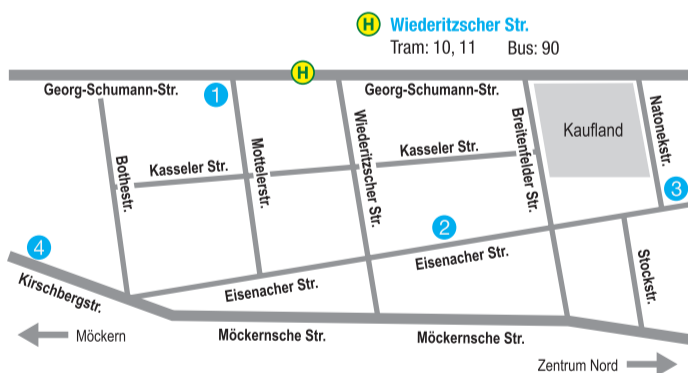 H Wiederitzscher Str.
Tram: 10, 11 Bus: 90
H
Georg-Schumann-Str.
1
Georg-Schumann-Str.
Bothestr.
Kasseler Str.
Mottelerstr.
Wiederitzscher Str.
Kasseler Str.
Breitenfelder Str.
Kaufland
Natonekstr.
3
2
4
Eisenacher Str.
Eisenacher Str.
Stockstr.
Kirschbergstr.
Möckern
Möckernsche Str.
Möckernsche Str.
Zentrum Nord